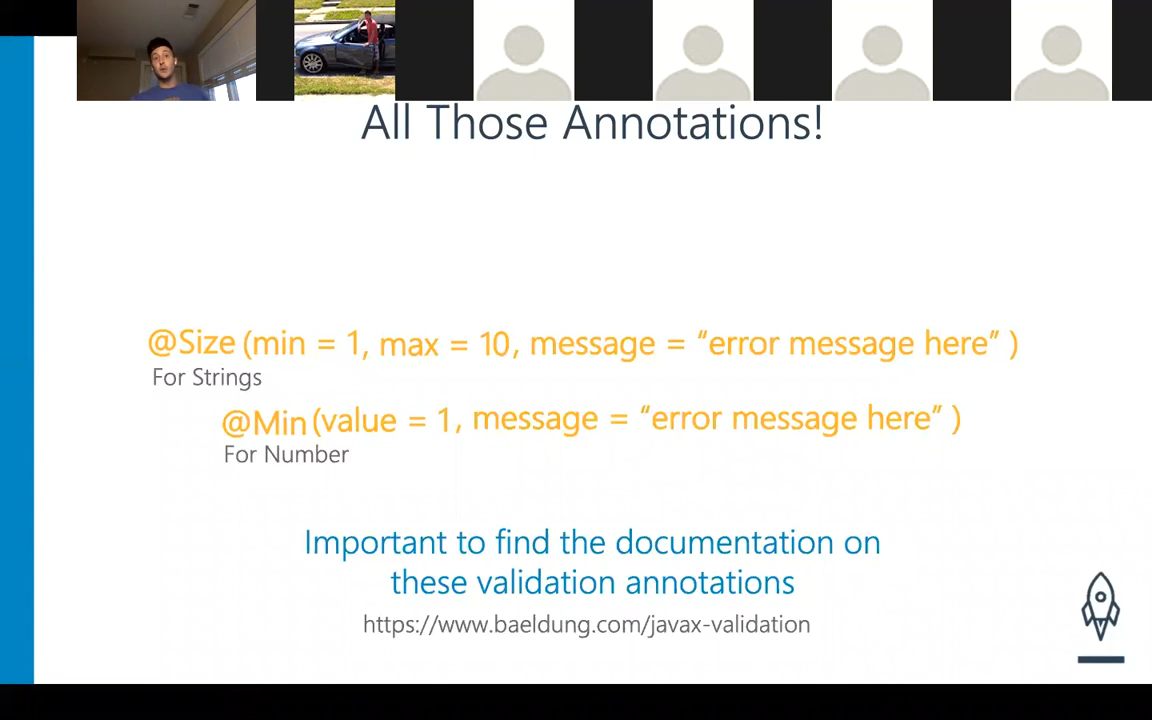 All Those Annotations!
@Size (min = 1, max = 10, message = “error message here” )
For Strings
@Min (value = 1, message = “error message here” )
For Number
Important to find the documentation on
these validation annotations
https://www.baeldung.com/javax-validation